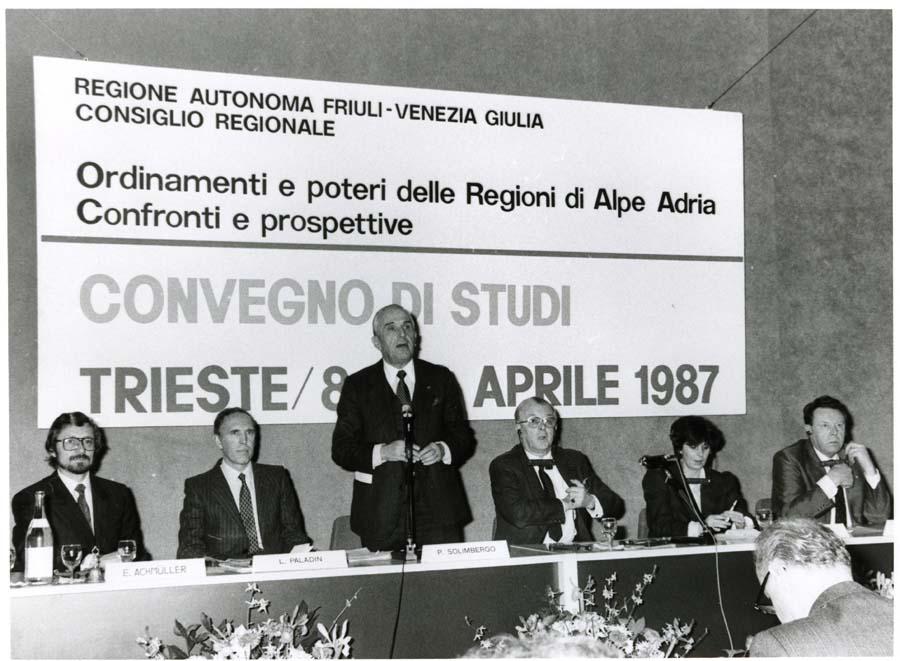 REGIONE AUTONOMA FRIULI-VENEZIA GIULIA
CONSIGLIO REGIONALE
Ordinamenti e poteri delle Regioni di Alpe Adria
Confronti e prospettive
CONVEGNO DI STUDI
TRIESTE/8 APRILE 1987
E. ACHMÜLLER
L. PALADIN
P. SOLIMBERGO